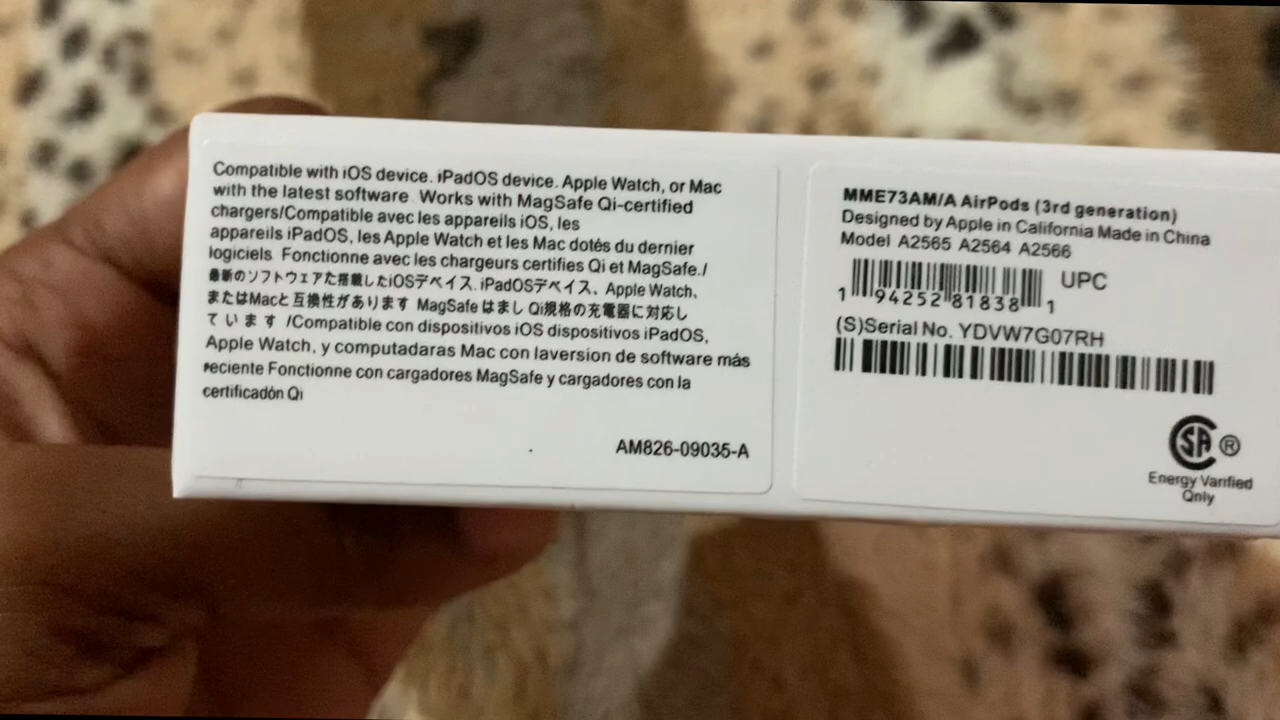 Compatible with iOS device. iPadOS device. Apple Watch, or Mac
with the latest software Works with MagSafe Qi-certified
chargers/Compatible avec les appareils iOS, les
appareils iPadOS, les Apple Watch et les Mac dotés du dernier
logiciels Fonctionne avec les chargeurs certifies Qi et MagSafe./
最新のソフトウェアた搭載したiOSデベイス. iPadOSデベイス、Apple Watch、
またはMacと互換性があります MagSafe はまし Qi規格の充電器に対応し
ています /Compatible con dispositivos iOS dispositivos iPadOS,
Apple Watch, y computadaras Mac con laversion de software más
reciente Fonctionne con cargadores MagSafe y cargadores con la
certificadón Qi
AM826-09035-A
MME73AM/A AirPods (3rd generation)
Designed by Apple in California Made in China
Model A2565 A2564 A2566
UPC
1 94252 81838 1
(S)Serial No. YDVW7G07RH
SA ®
Energy Varified
Qnly